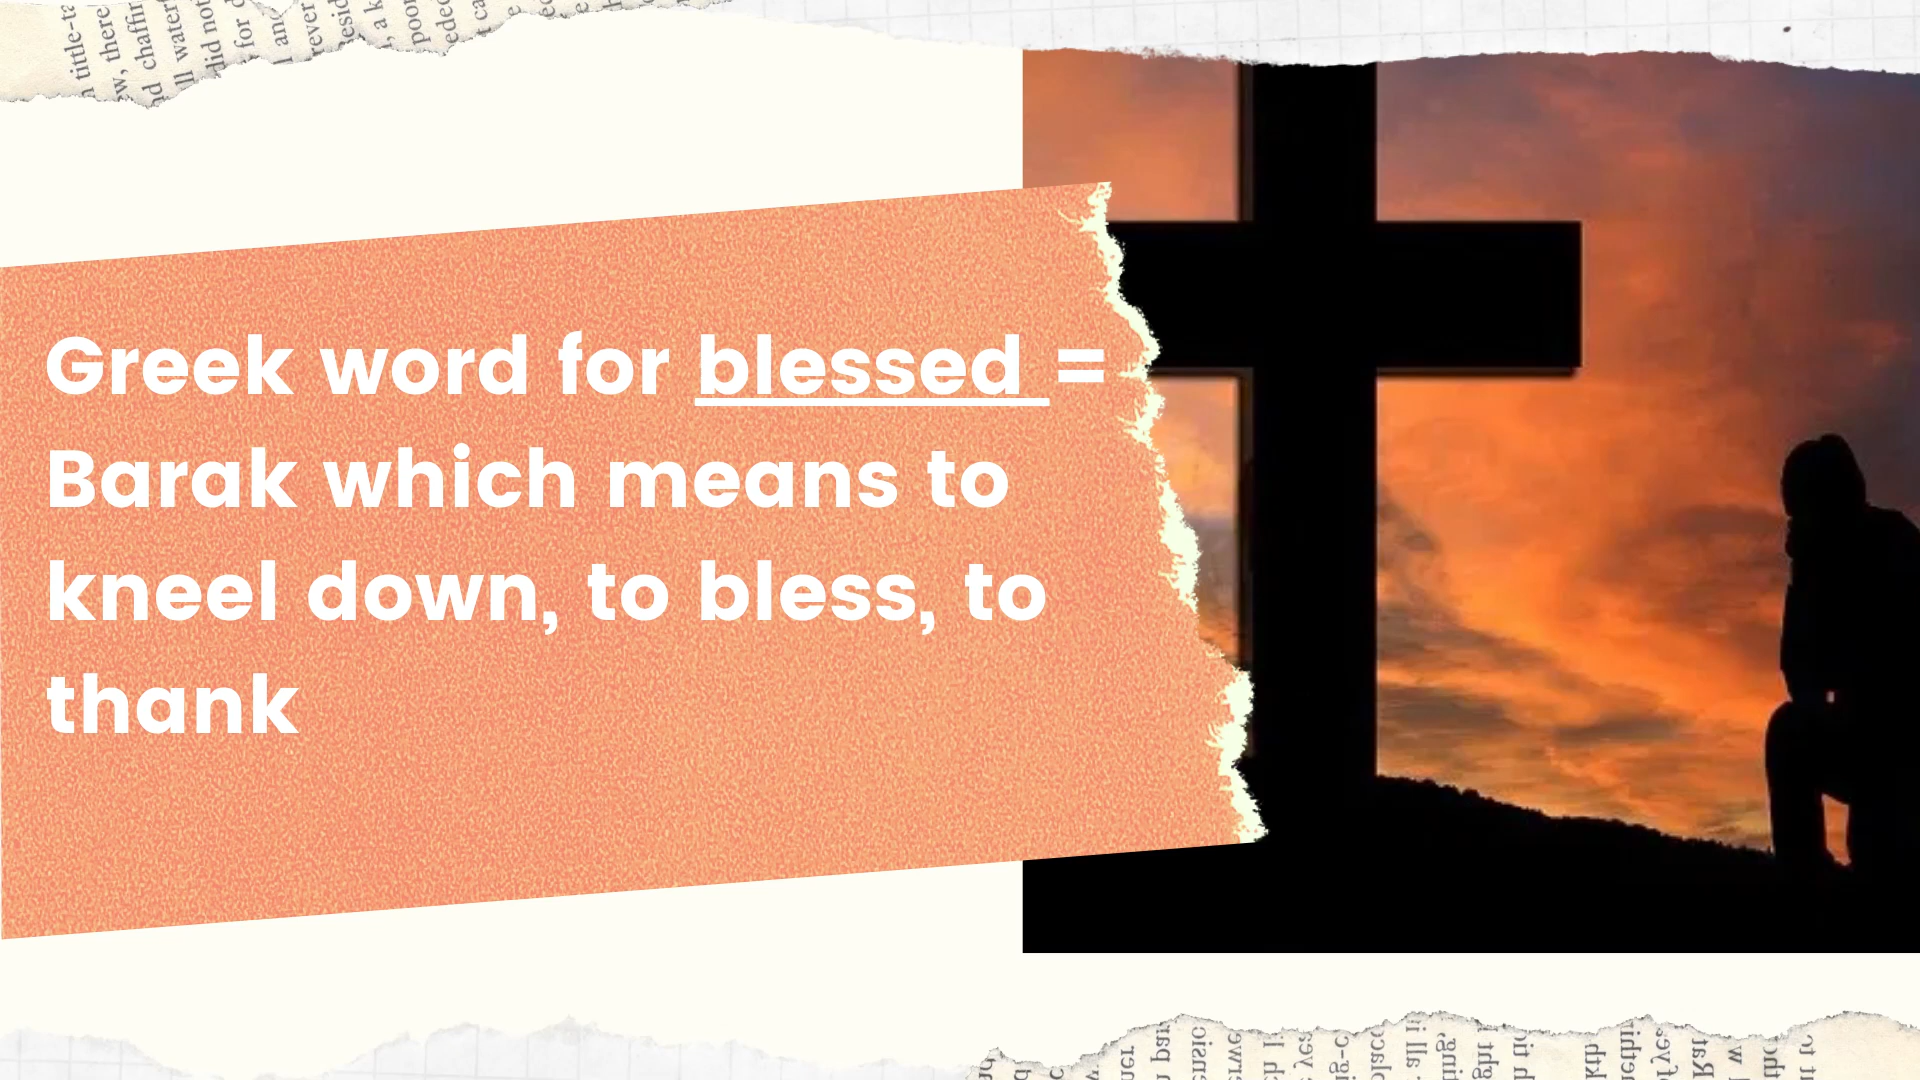 Greek word for blessed =
Barak which means to
kneel down, to bless, to
thank